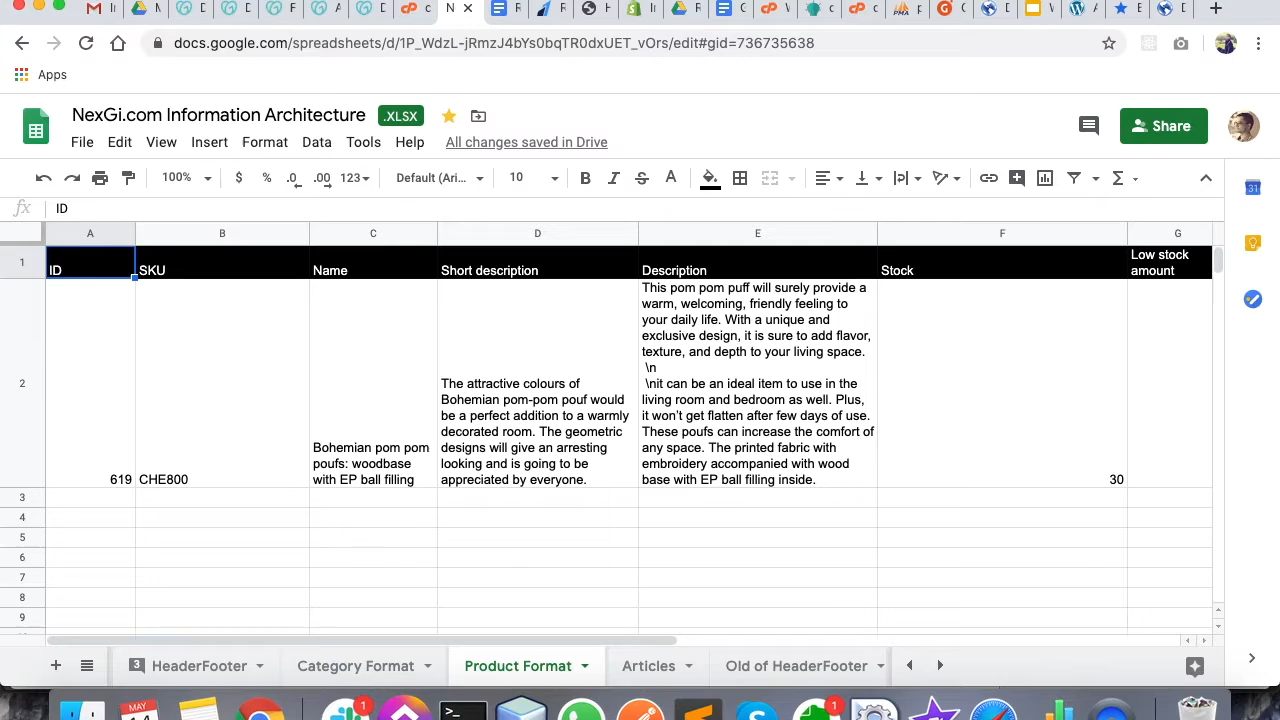 M In
M
D
D
F
A
D
c
N
R
R
H
In
R
C
V
ir
c
p
C
D
V
A
E
D
docs.google.com/spreadsheets/d/1P_WdzL-jRmzJ4bYs0bqTR0dxUET_vOrs/edit#gid=736735638
Apps
NexGi.com Information Architecture .XLSX
Share
File Edit View Insert Format Data Tools Help All changes saved in Drive
100% $ % .0 .00 123 Default (Ari... 10 B I S A
fx ID
A B C D E F G
1 ID SKU Name Short description Description Stock Low stock
amount
This pom pom puff will surely provide a
warm, welcoming, friendly feeling to
your daily life. With a unique and
exclusive design, it is sure to add flavor,
texture, and depth to your living space.
\n
\nit can be an ideal item to use in the
living room and bedroom as well. Plus,
it won't get flatten after few days of use.
These poufs can increase the comfort of
any space. The printed fabric with
embroidery accompanied with wood
base with EP ball filling inside.
The attractive colours of
Bohemian pom-pom pouf would
be a perfect addition to a warmly
decorated room. The geometric
designs will give an arresting
looking and is going to be
appreciated by everyone.
Bohemian pom pom
poufs: woodbase
with EP ball filling
2 619 CHE800 30
3
4
5
6
7
8
9
3 HeaderFooter Category Format Product Format Articles Old of HeaderFooter
MAY
1
1
31